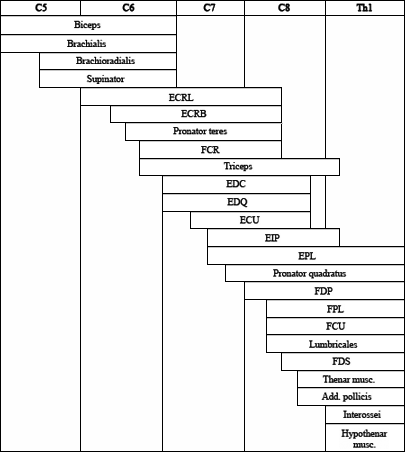 C5 C6 C7 C8 Th1
Biceps
Brachialis
Brachioradialis
Supinator
ECRL
ECRB
Pronator teres
FCR
Triceps
EDC
EDQ
ECU
EIP
EPL
Pronator quadratus
FDP
FPL
FCU
Lumbricales
FDS
Thenar musc.
Add. pollicis
Interossei
Hypothenar
musc.